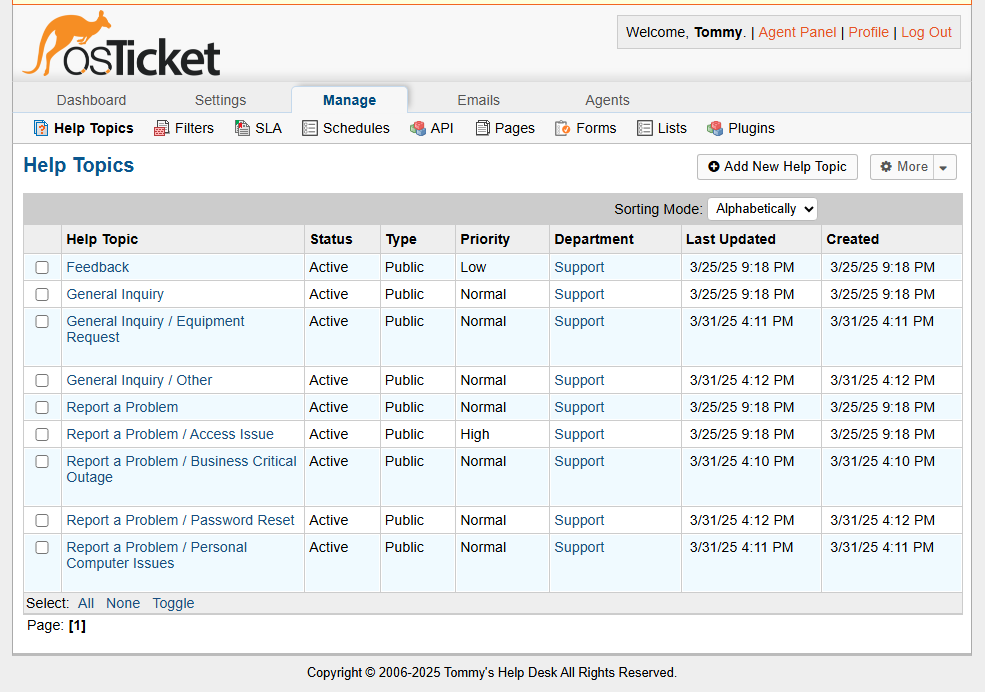 osTicket
Welcome, Tommy. | Agent Panel | Profile | Log Out
Dashboard Settings Manage Emails Agents
Help Topics Filters SLA Schedules API Pages Forms Lists Plugins
Help Topics
Add New Help Topic More
Sorting Mode: Alphabetically
Help Topic Status Type Priority Department Last Updated Created
Feedback Active Public Low Support 3/25/25 9:18 PM 3/25/25 9:18 PM
General Inquiry Active Public Normal Support 3/25/25 9:18 PM 3/25/25 9:18 PM
General Inquiry / Equipment Active Public Normal Support 3/31/25 4:11 PM 3/31/25 4:11 PM
Request
General Inquiry / Other Active Public Normal Support 3/31/25 4:12 PM 3/31/25 4:12 PM
Report a Problem Active Public Normal Support 3/25/25 9:18 PM 3/25/25 9:18 PM
Report a Problem / Access Issue Active Public High Support 3/25/25 9:18 PM 3/25/25 9:18 PM
Report a Problem / Business Critical Active Public Normal Support 3/31/25 4:10 PM 3/31/25 4:10 PM
Outage
Report a Problem / Password Reset Active Public Normal Support 3/31/25 4:12 PM 3/31/25 4:12 PM
Report a Problem / Personal Active Public Normal Support 3/31/25 4:11 PM 3/31/25 4:11 PM
Computer Issues
Select: All None Toggle
Page: [1]
Copyright © 2006-2025 Tommy's Help Desk All Rights Reserved.